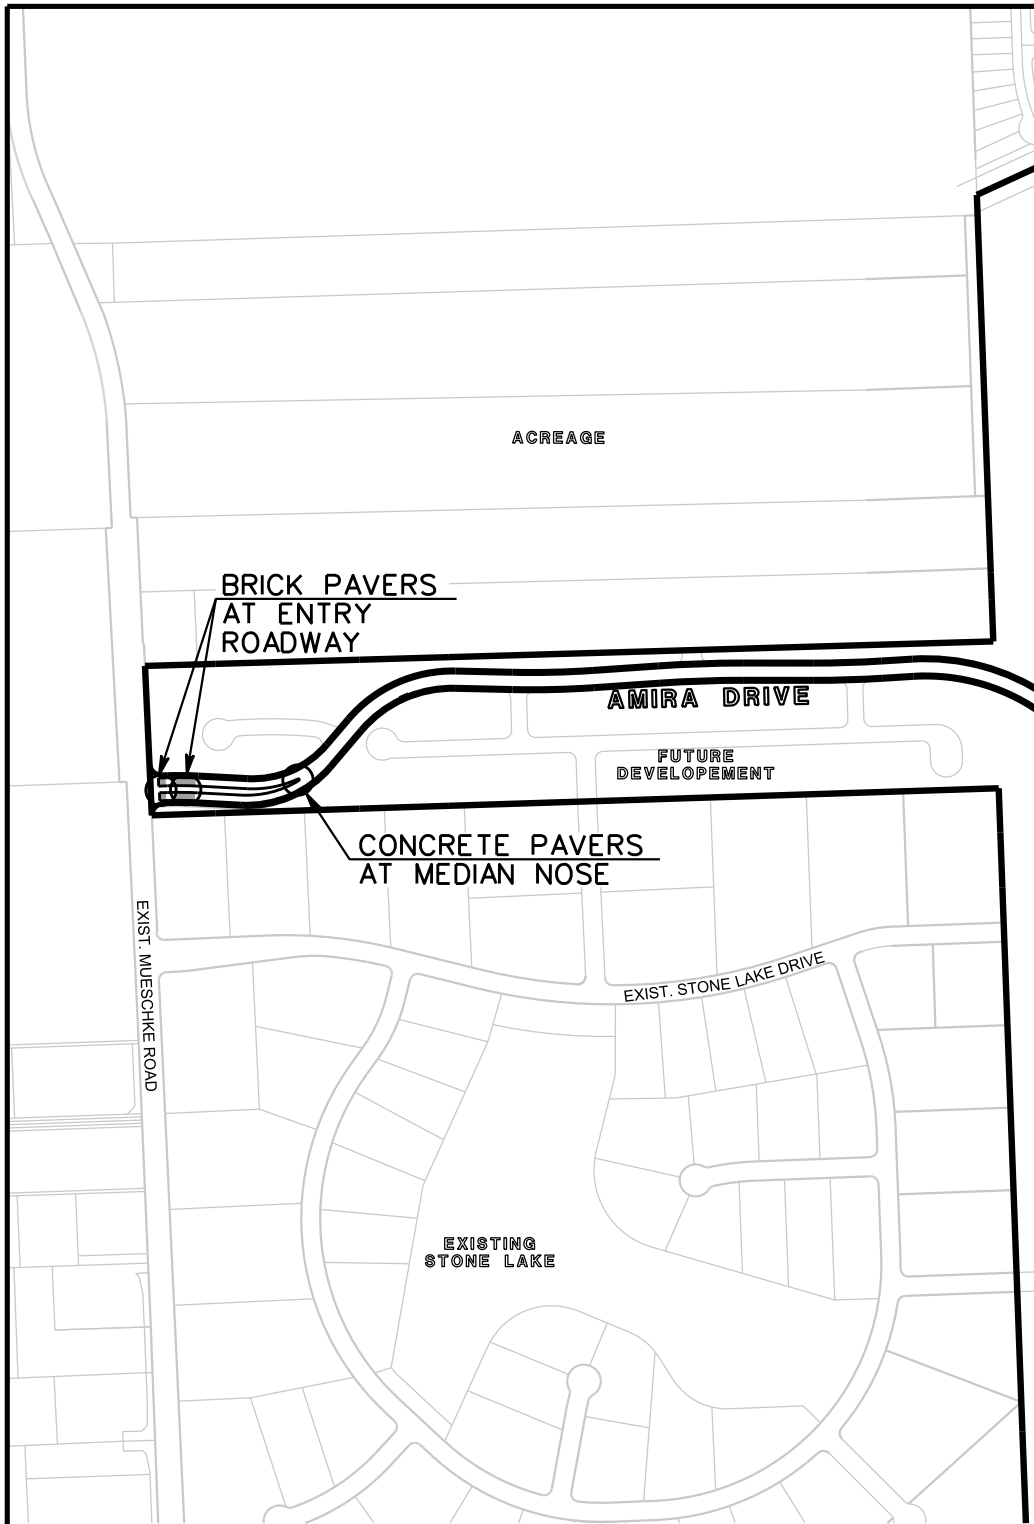 ACREAGE
BRICK PAVERS
AT ENTRY
ROADWAY
AMIRA DRIVE
FUTURE
DEVELOPEMENT
CONCRETE PAVERS
AT MEDIAN NOSE
EXIST. MUESCHKE ROAD
EXIST. STONE LAKE DRIVE
EXISTING
STONE LAKE